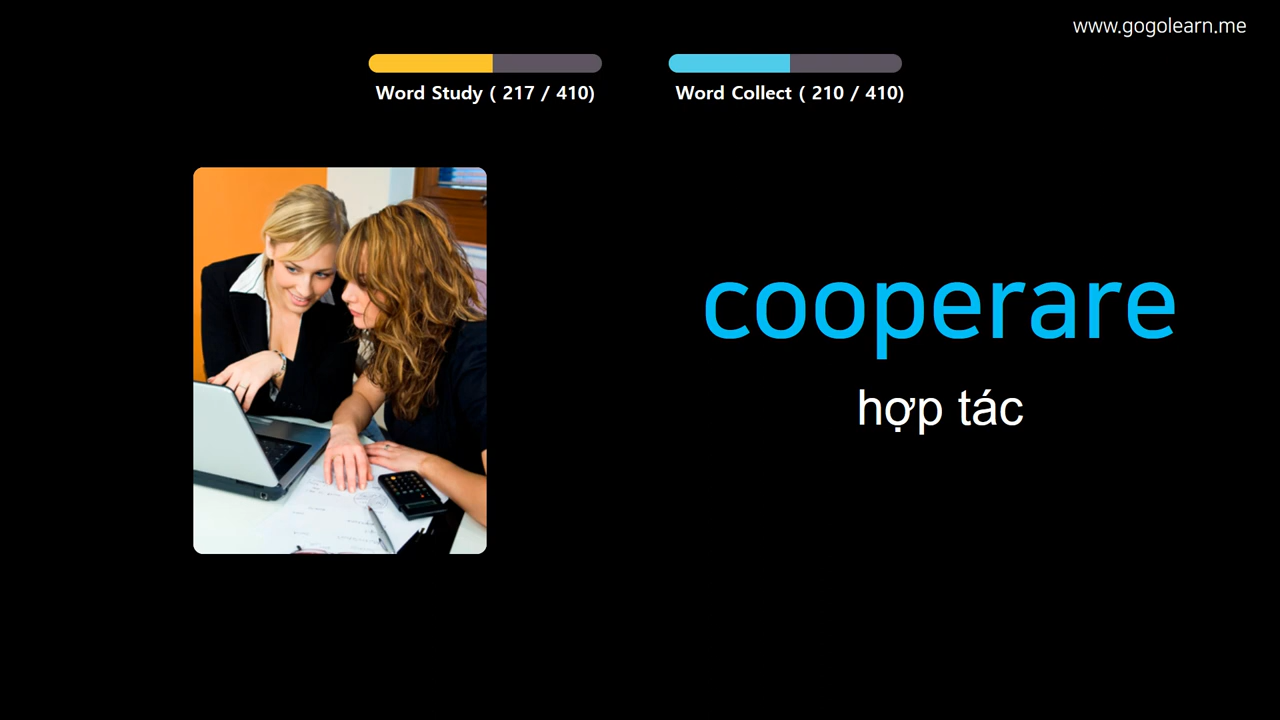 www.gogolearn.me
Word Study ( 217 / 410)
Word Collect ( 210 / 410)
cooperare
hợp tác